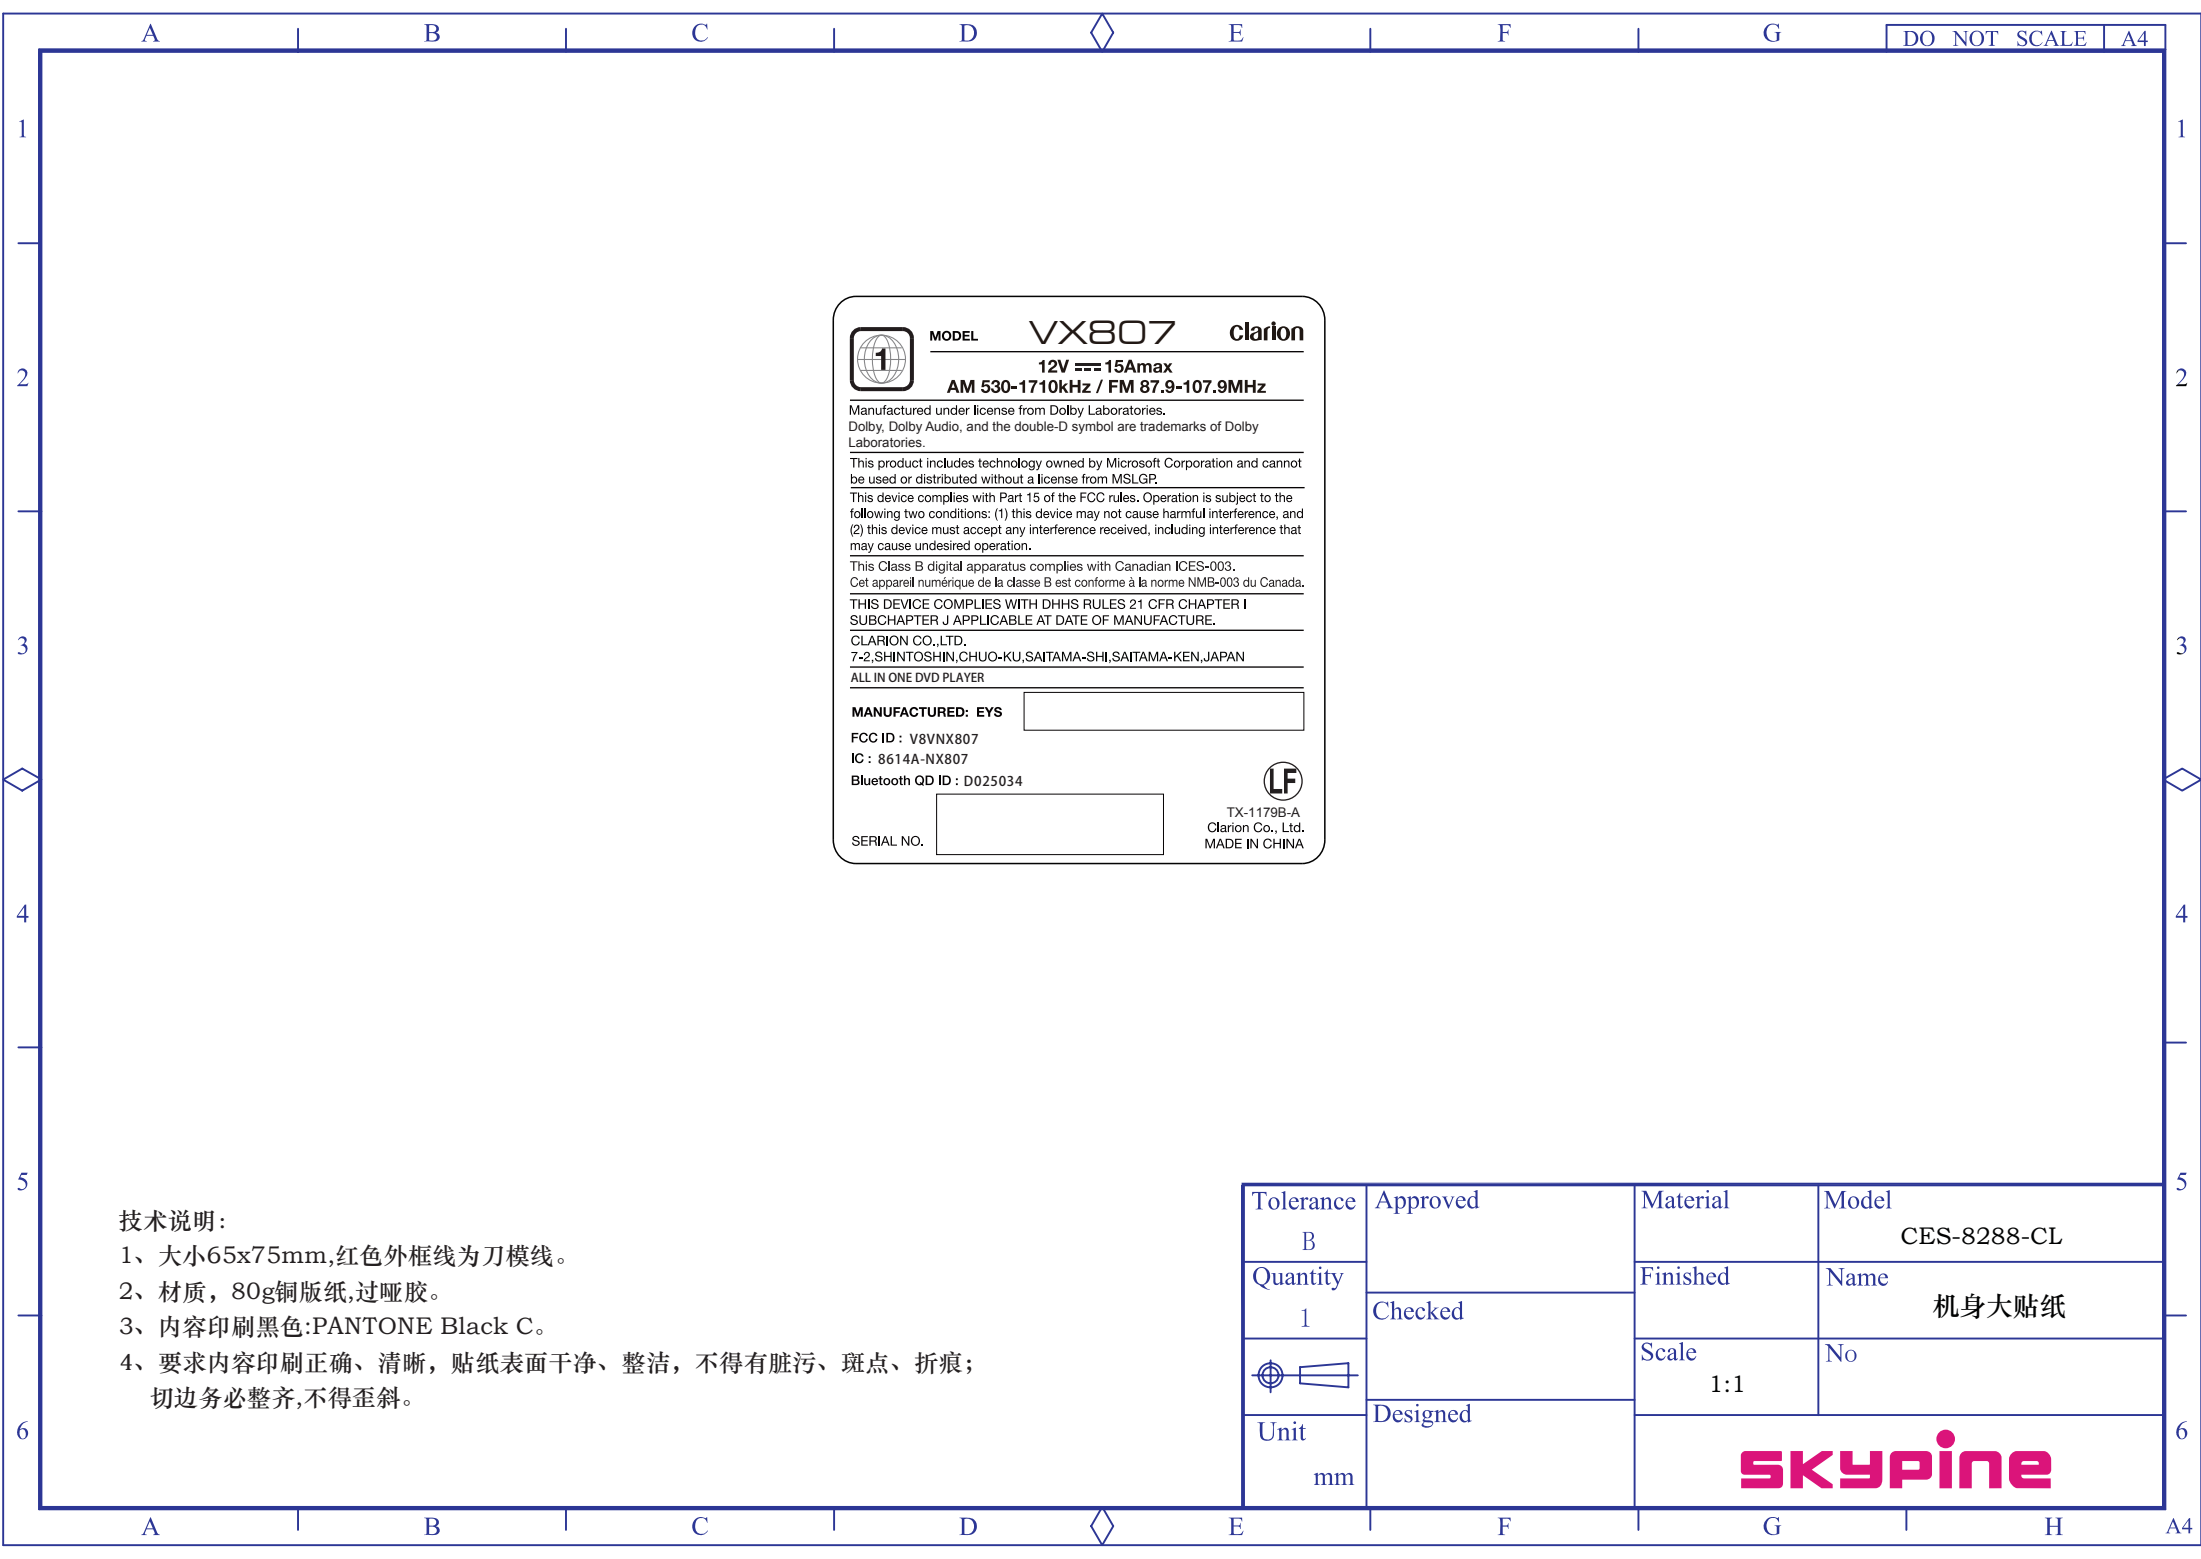 A B C D E F G DO NOT SCALE A4
1 1
2 2
3 3
4 4
5 5
6 6
1 MODEL VX807 clarion
12V 15Amax
AM 530-1710kHz / FM 87.9-107.9MHz
Manufactured under license from Dolby Laboratories.
Dolby, Dolby Audio, and the double-D symbol are trademarks of Dolby
Laboratories.
This product includes technology owned by Microsoft Corporation and cannot
be used or distributed without a license from MSLGP.
This device complies with Part 15 of the FCC rules. Operation is subject to the
following two conditions: (1) this device may not cause harmful interference, and
(2) this device must accept any interference received, including interference that
may cause undesired operation.
This Class B digital apparatus complies with Canadian ICES-003.
Cet appareil numérique de la classe B est conforme à la norme NMB-003 du Canada.
THIS DEVICE COMPLIES WITH DHHS RULES 21 CFR CHAPTER I
SUBCHAPTER J APPLICABLE AT DATE OF MANUFACTURE.
CLARION CO.,LTD.
7-2,SHINTOSHIN,CHUO-KU,SAITAMA-SHI,SAITAMA-KEN,JAPAN
ALL IN ONE DVD PLAYER
MANUFACTURED: EYS
FCC ID : V8VNX807
IC : 8614A-NX807
Bluetooth QD ID : D025034
LF
TX-1179B-A
Clarion Co., Ltd.
MADE IN CHINA
SERIAL NO.
技术说明:
1、大小65x75mm,红色外框线为刀模线。
2、材质，80g铜版纸,过哑胶。
3、内容印刷黑色:PANTONE Black C。
4、要求内容印刷正确、清晰，贴纸表面干净、整洁，不得有脏污、斑点、折痕；
切边务必整齐,不得歪斜。
Tolerance
B
Quantity
1
Unit
mm
Approved
Checked
Designed
Material
Finished
Scale
1:1
Model
CES-8288-CL
Name
机身大贴纸
No
skypine
A B C D E F G H A4